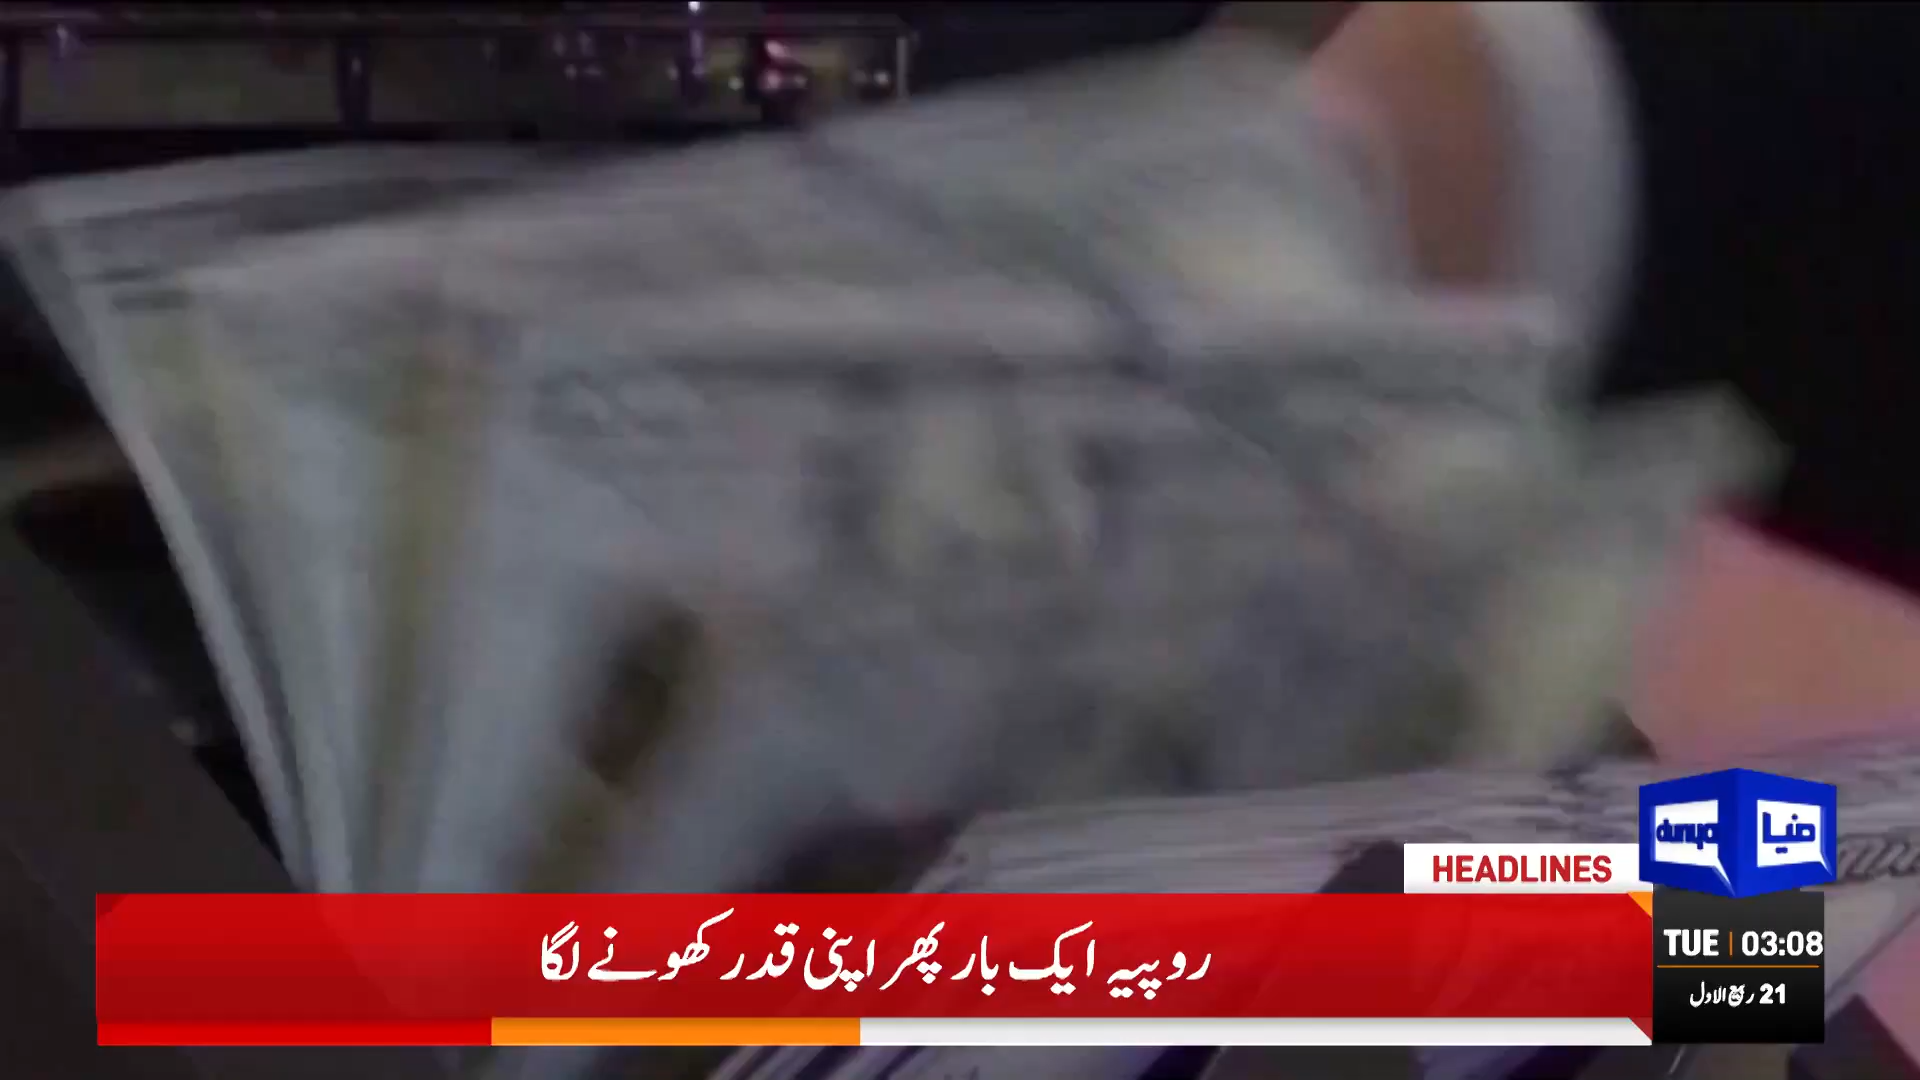 dunya
دنیا
HEADLINES
روپیہ ایک بار پھر اپنی قدر کھونے لگا
TUE | 03:08
21 ربیع الاول